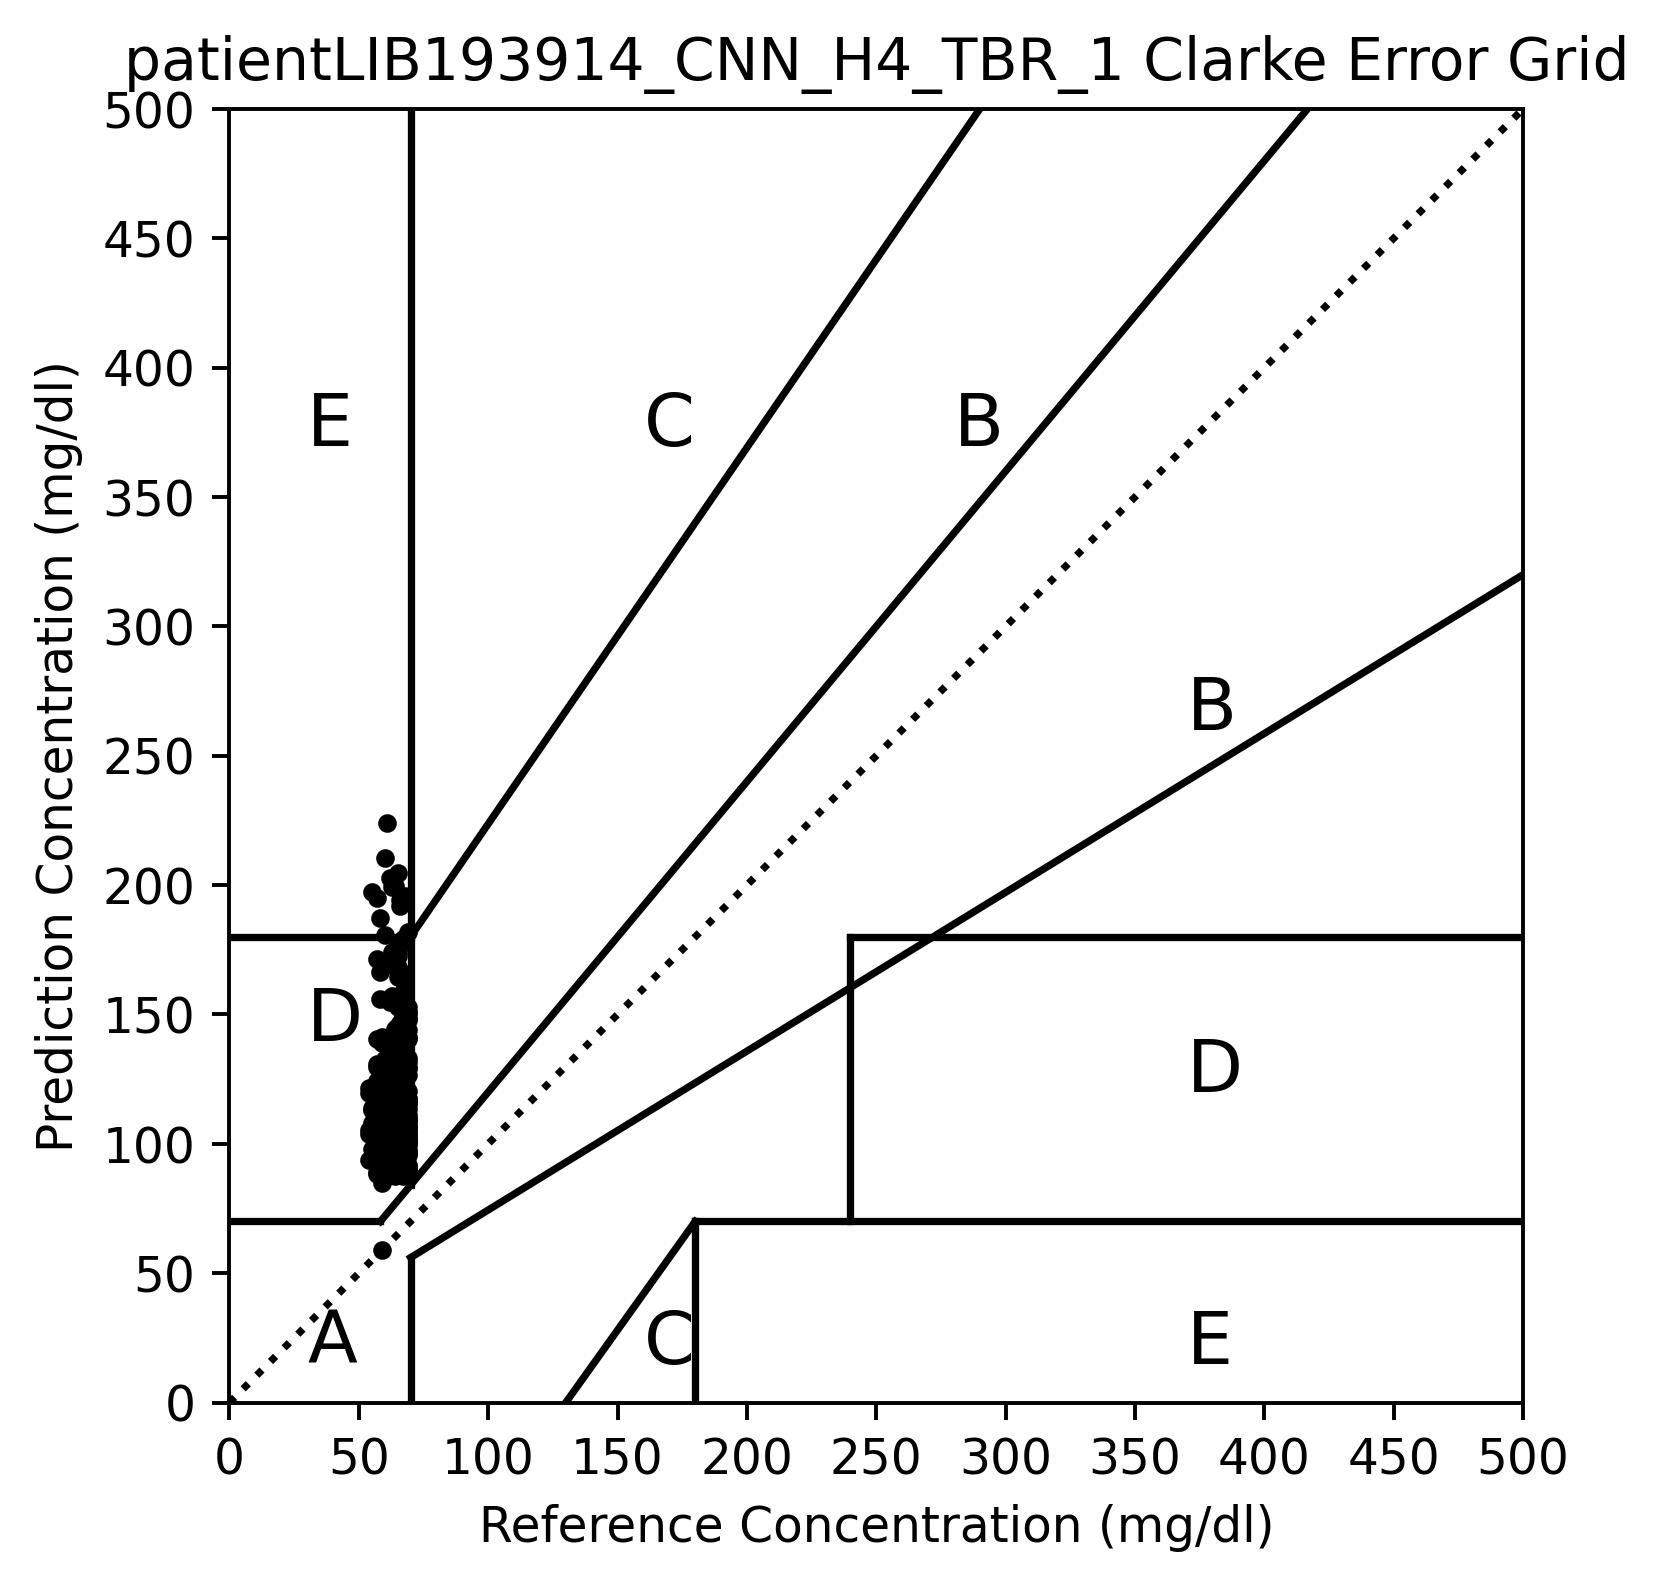 patientLIB193914_CNN_H4_TBR_1 Clarke Error Grid
500
450
400
350
300
250
200
150
100
50
0
Prediction Concentration (mg/dl)
E
C
B
B
D
D
A
C
E
0 50 100 150 200 250 300 350 400 450 500
Reference Concentration (mg/dl)